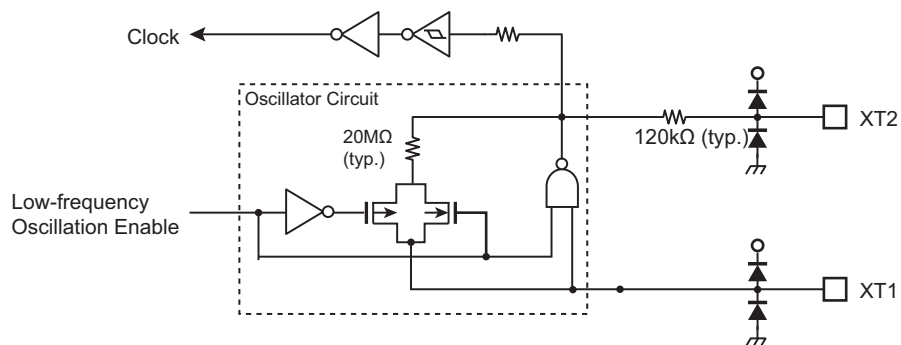 Clock
Oscillator Circuit
20MΩ
(typ.)
120kΩ (typ.)
XT2
Low-frequency
Oscillation Enable
XT1